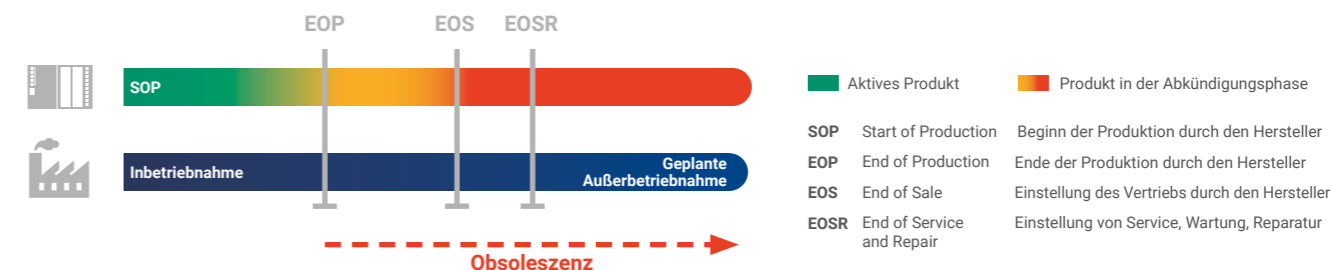 EOP EOS EOSR
SOP
Inbetriebnahme
Geplante
Außerbetriebnahme
Obsoleszenz
Aktives Produkt Produkt in der Abkündigungsphase
SOP Start of Production Beginn der Produktion durch den Hersteller
EOP End of Production Ende der Produktion durch den Hersteller
EOS End of Sale Einstellung des Vertriebs durch den Hersteller
EOSR End of Service Einstellung von Service, Wartung, Reparatur
and Repair